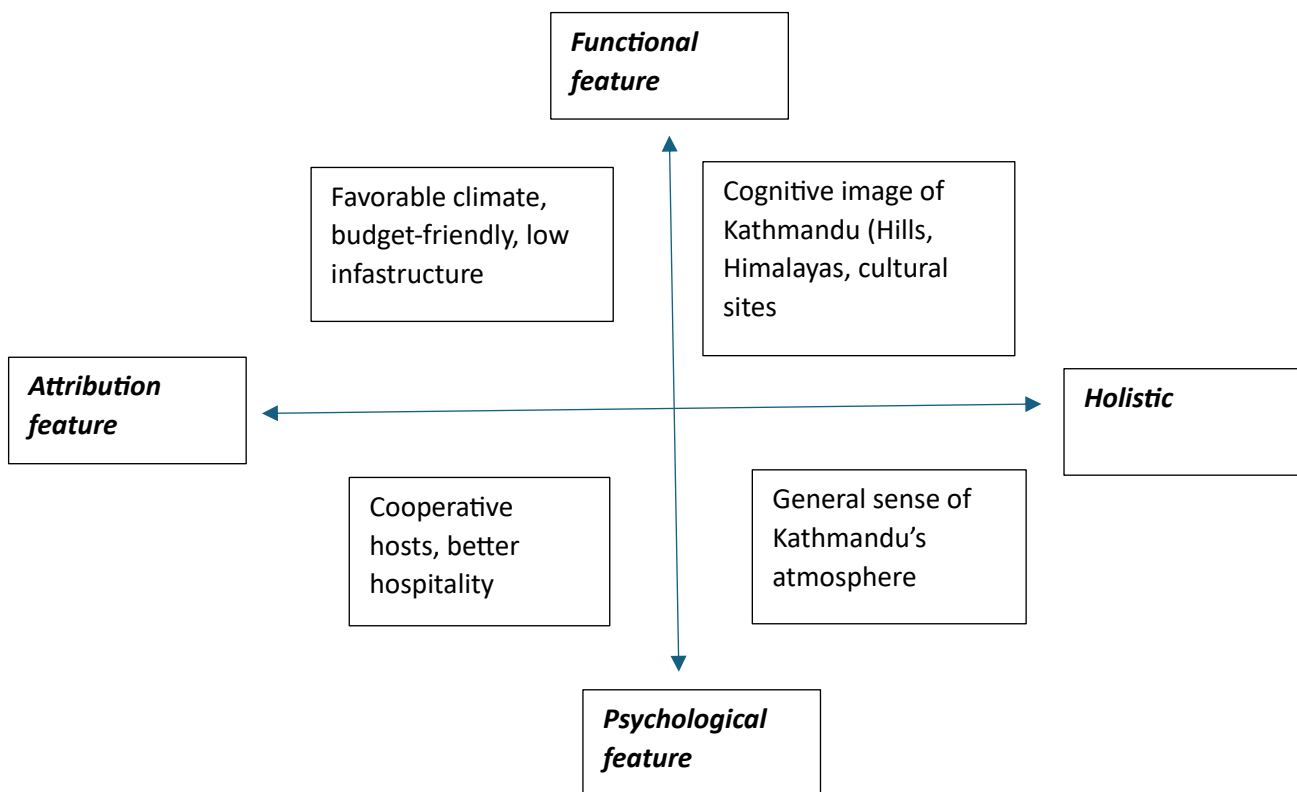 Functional
feature
Favorable climate,
budget-friendly, low
infastructure
Cognitive image of
Kathmandu (Hills,
Himalayas, cultural
sites
Attribution
feature
Holistic
Cooperative
hosts, better
hospitality
General sense of
Kathmandu’s
atmosphere
Psychological
feature